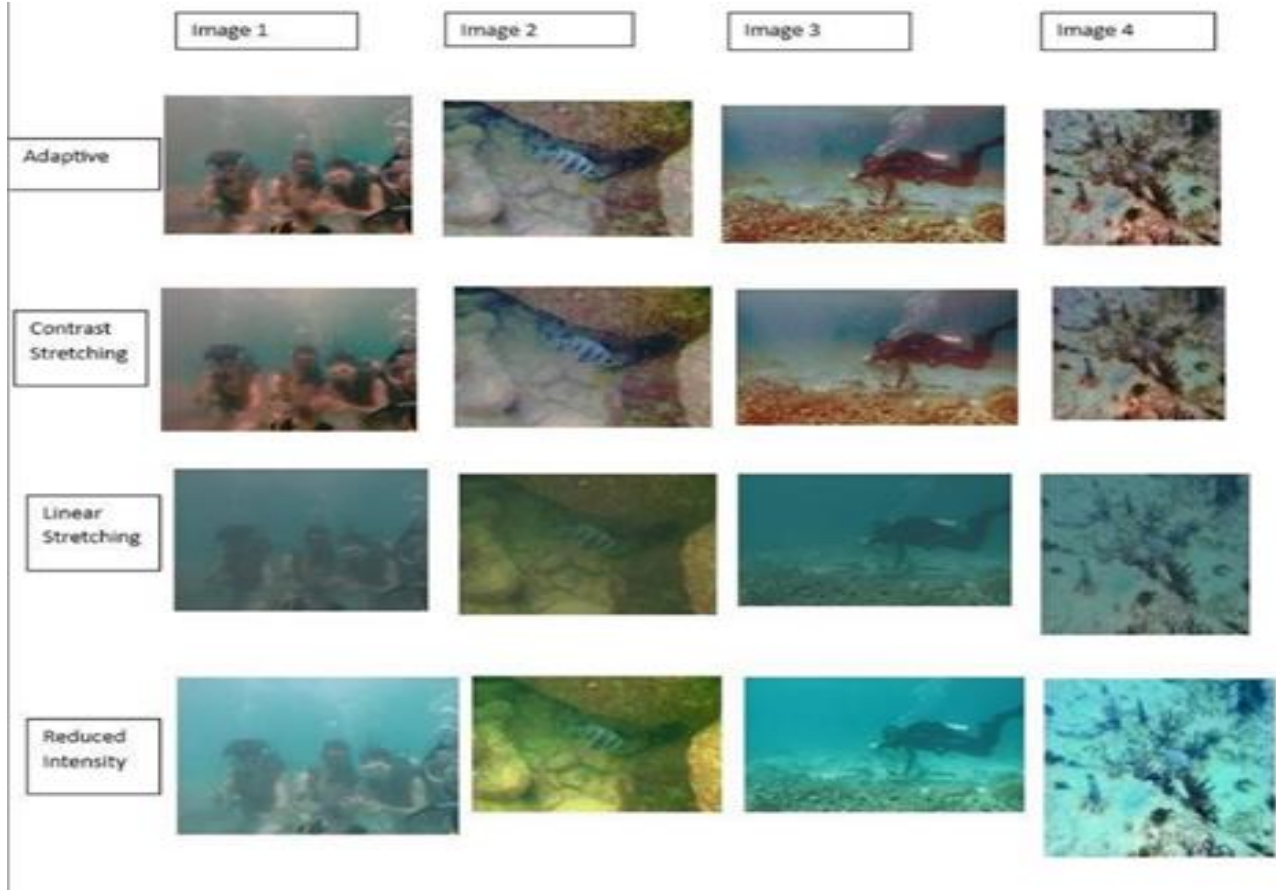 Image 1
Image 2
Image 3
Image 4
Adaptive
Contrast
Stretching
Linear
Stretching
Reduced
Intensity